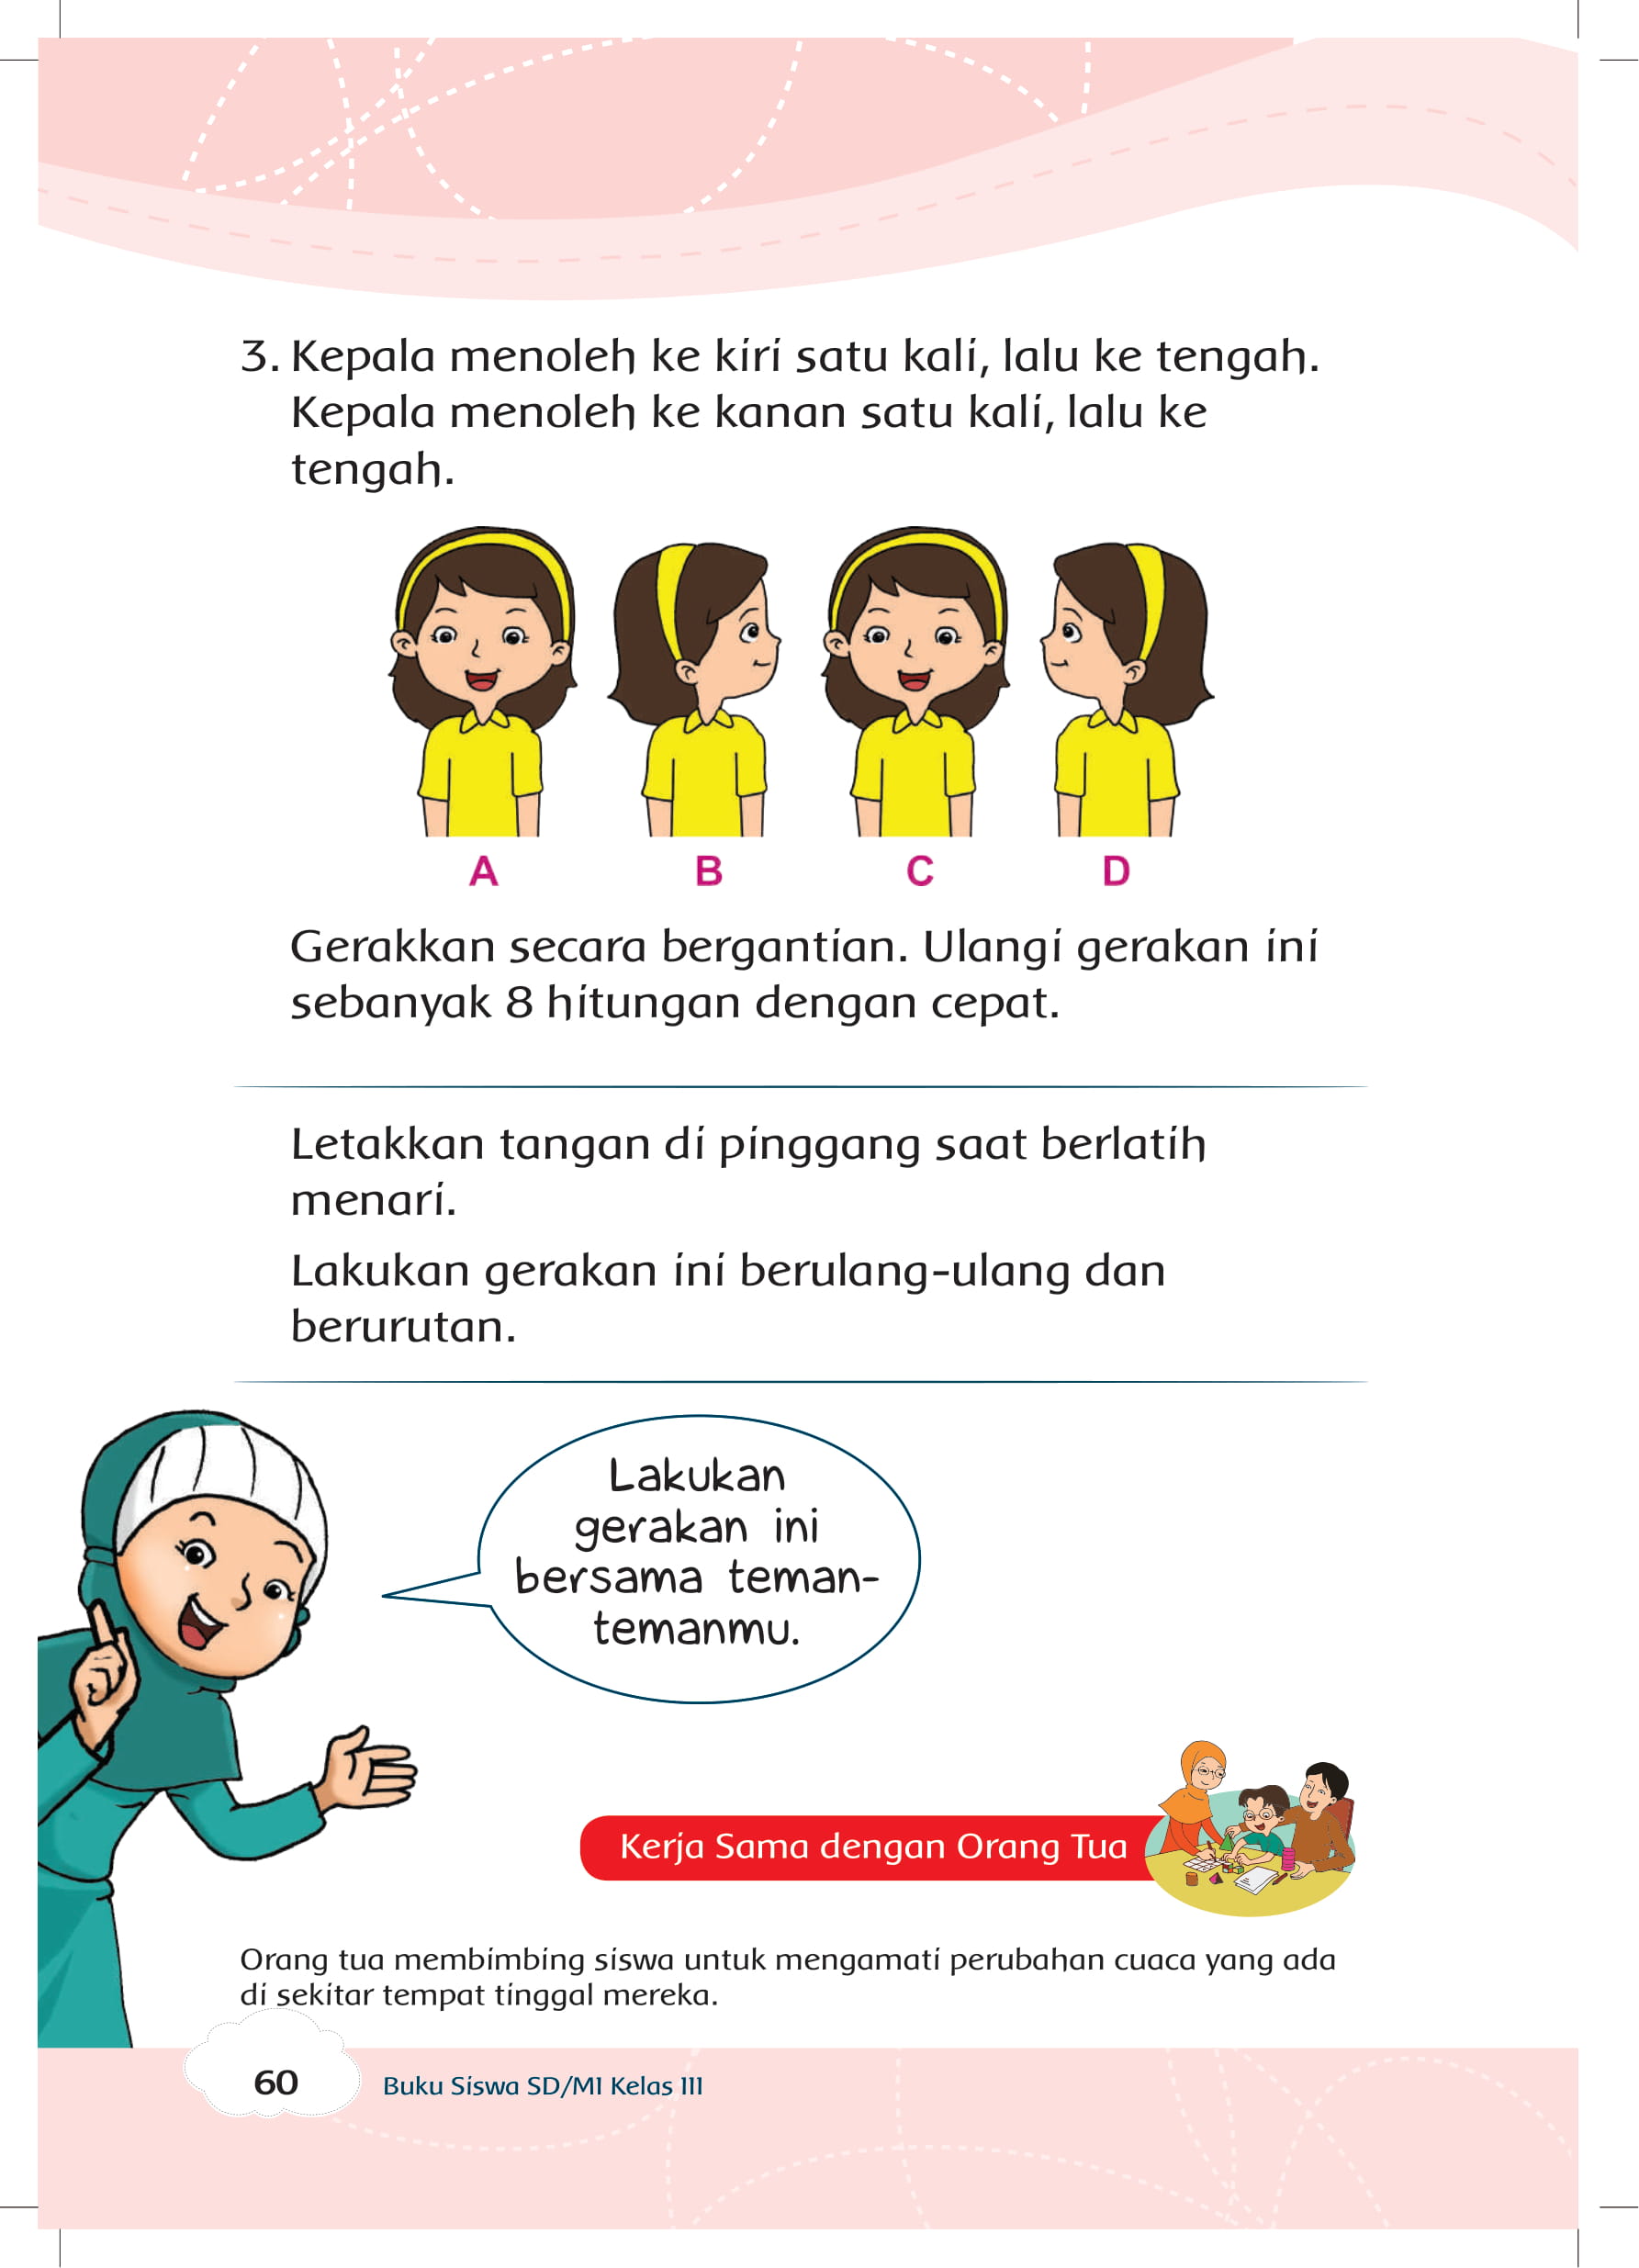 3. Kepala menoleh ke kiri satu kali, lalu ke tengah.
Kepala menoleh ke kanan satu kali, lalu ke
tengah.
A B C D
Gerakkan secara bergantian. Ulangi gerakan ini
sebanyak 8 hitungan dengan cepat.
Letakkan tangan di pinggang saat berlatih
menari.
Lakukan gerakan ini berulang-ulang dan
berurutan.
Lakukan
gerakan ini
bersama teman-
temanmu.
Kerja Sama dengan Orang Tua
Orang tua membimbing siswa untuk mengamati perubahan cuaca yang ada
di sekitar tempat tinggal mereka.
60 Buku Siswa SD/MI Kelas III